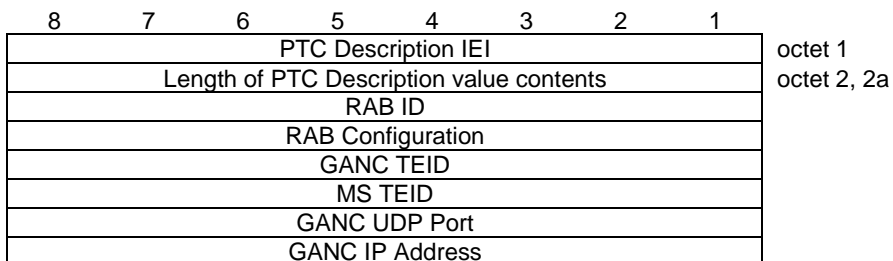 8 7 6 5 4 3 2 1
PTC Description IEI octet 1
Length of PTC Description value contents octet 2, 2a
RAB ID
RAB Configuration
GANC TEID
MS TEID
GANC UDP Port
GANC IP Address